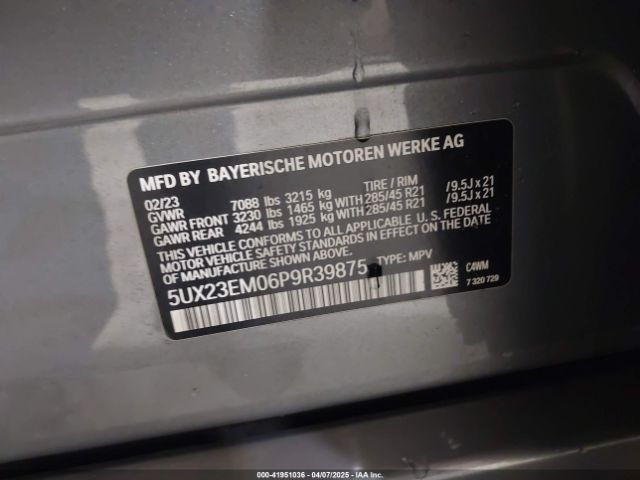 MFD BY BAYERISCHE MOTOREN WERKE AG
02/23 TIRE / RIM
GVWR 7088 lbs 3215 kg
GAWR FRONT 3230 lbs 1465 kg WITH 285/45 R21 /9.5J x 21
GAWR REAR 4244 lbs 1925 kg WITH 285/45 R21 /9.5J x 21
THIS VEHICLE CONFORMS TO ALL APPLICABLE U.S. FEDERAL
MOTOR VEHICLE SAFETY STANDARDS IN EFFECT ON THE
DATE OF MANUFACTURE SHOWN ABOVE.
5UX23EM06P9R39875 TYPE: MPV
C4WM
7 320 729
000-41951036 - 04/07/2025 - IAA Inc.